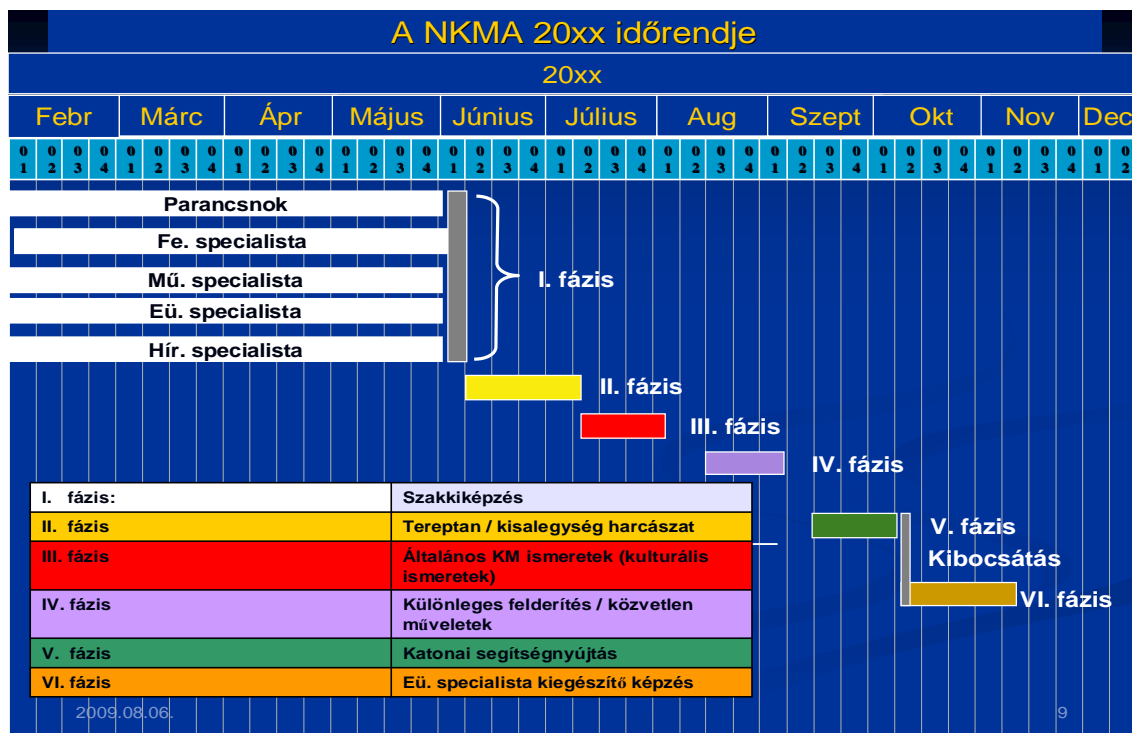 A NKMA 20xx időrendje
20xx
Febr Márc Ápr Május Június Július Aug Szept Okt Nov Dec
01 02 03 04 01 02 03 04 01 02 03 04 01 02 03 04 01 02 03 04 01 02 03 04 01 02 03 04 01 02 03 04 01 02 03 04 01 02 03 04 01 02
Parancsnok
Fe. specialista
Mű. specialista
Eü. specialista
Hír. specialista
I. fázis
II. fázis
III. fázis
IV. fázis
V. fázis
Kibocsátás
VI. fázis
I. fázis: Szakkiképzés
II. fázis Tereptan / kisalegység harcászat
III. fázis Általános KM ismeretek (kulturális
ismeretek)
IV. fázis Különleges felderítés / közvetlen
műveletek
V. fázis Katonai segítségnyújtás
VI. fázis Eü. specialista kiegészítő képzés
2009.08.06. 9